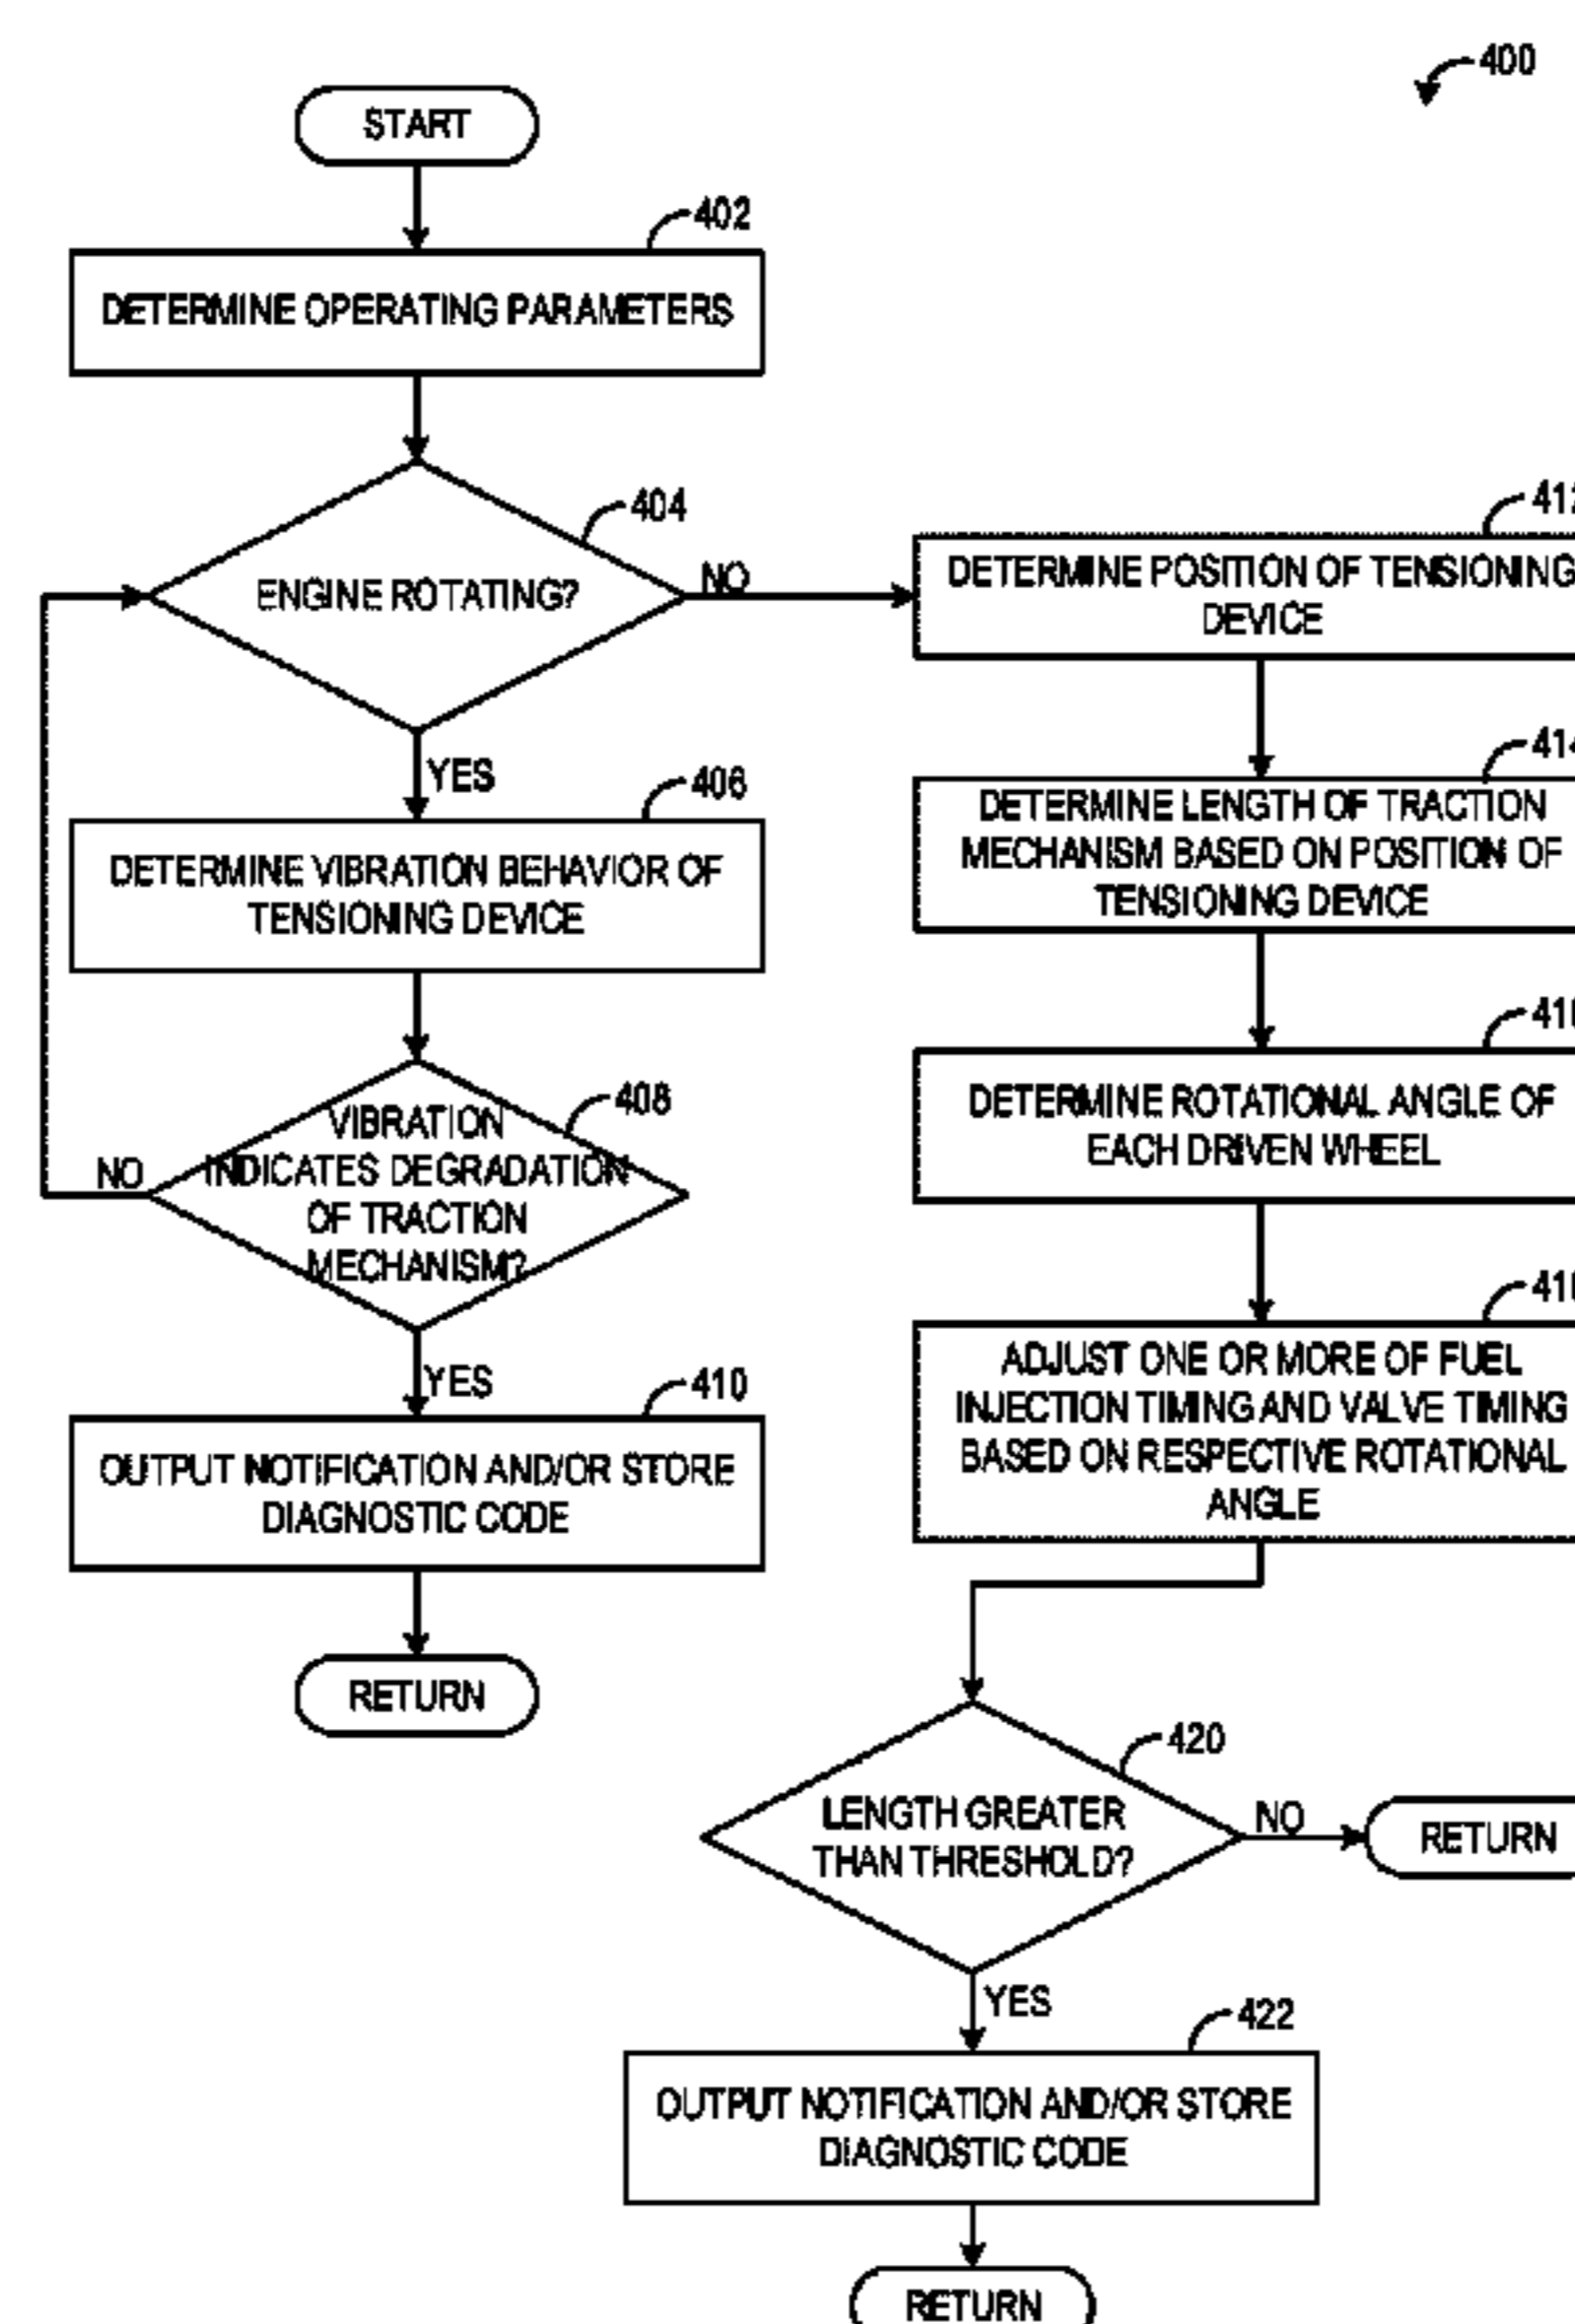 400
START
402
DETERMINE OPERATING PARAMETERS
404
ENGINE ROTATING?
NO
YES
406
DETERMINE VIBRATION BEHAVIOR OF
TENSIONING DEVICE
408
VIBRATION
INDICATES DEGRADATION
OF TRACTION
MECHANISM?
NO
YES
410
OUTPUT NOTIFICATION AND/OR STORE
DIAGNOSTIC CODE
RETURN
DETERMINE POSITION OF TENSIONING
DEVICE
DETERMINE LENGTH OF TRACTION
MECHANISM BASED ON POSITION OF
TENSIONING DEVICE
DETERMINE ROTATIONAL ANGLE OF
EACH DRIVEN WHEEL
ADJUST ONE OR MORE OF FUEL
INJECTION TIMING AND VALVE TIMING
BASED ON RESPECTIVE ROTATIONAL
ANGLE
420
LENGTH GREATER
THAN THRESHOLD?
NO
RETURN
YES
422
OUTPUT NOTIFICATION AND/OR STORE
DIAGNOSTIC CODE
RETURN